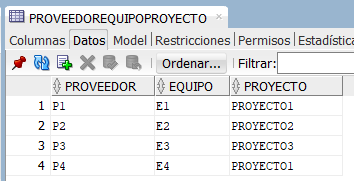 PROVEEDOREQUIPOPROYECTO
Columnas Datos Model Restricciones Permisos Estadística
Ordenar... Filtrar:
PROVEEDOR EQUIPO PROYECTO
1 P1 E1 PROYECTO1
2 P2 E2 PROYECTO2
3 P3 E3 PROYECTO3
4 P4 E4 PROYECTO1